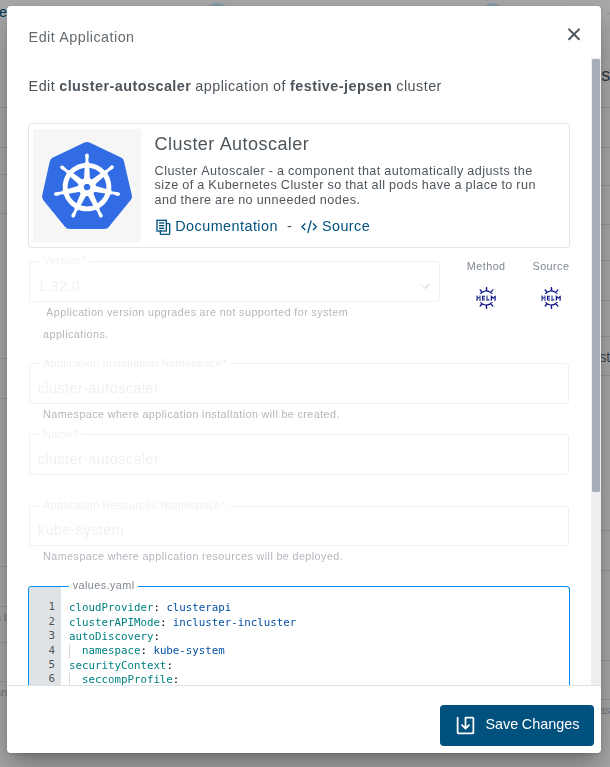 Edit Application
Edit cluster-autoscaler application of festive-jepsen cluster
Cluster Autoscaler
Cluster Autoscaler - a component that automatically adjusts the
size of a Kubernetes Cluster so that all pods have a place to run
and there are no unneeded nodes.
Documentation - </> Source
Version*
1.32.0
Method
Source
HELM
HELM
Application version upgrades are not supported for system
applications.
Application Installation Namespace*
cluster-autoscaler
Namespace where application installation will be created.
Name*
cluster-autoscaler
Application Resources Namespace*
kube-system
Namespace where application resources will be deployed.
values.yaml
1 cloudProvider: clusterapi
2 clusterAPIMode: incluster-incluster
3 autoDiscovery:
4 namespace: kube-system
5 securityContext:
6 seccompProfile:
Save Changes